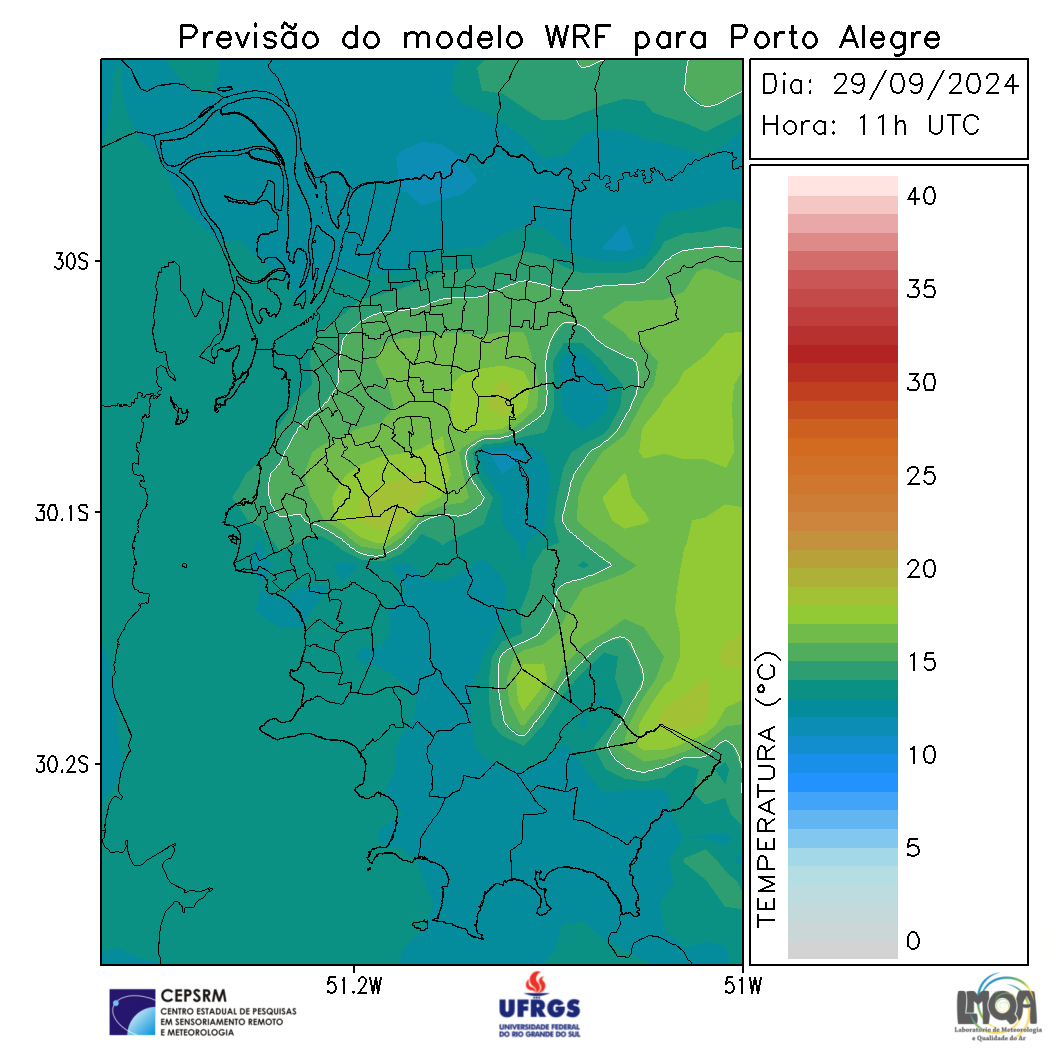 Previsão do modelo WRF para Porto Alegre
Dia: 29/09/2024
Hora: 11h UTC
40
35
30
25
20
15
10
5
0
TEMPERATURA (°C)
30S
30.1S
30.2S
51.2W
51W
CEPSRM
CENTRO ESTADUAL DE PESQUISAS
EM SENSORIAMENTO REMOTO
E METEOROLOGIA
UFRGS
UNIVERSIDADE FEDERAL
DO RIO GRANDE DO SUL
LMQA
Laboratório de Meteorologia
e Qualidade do Ar